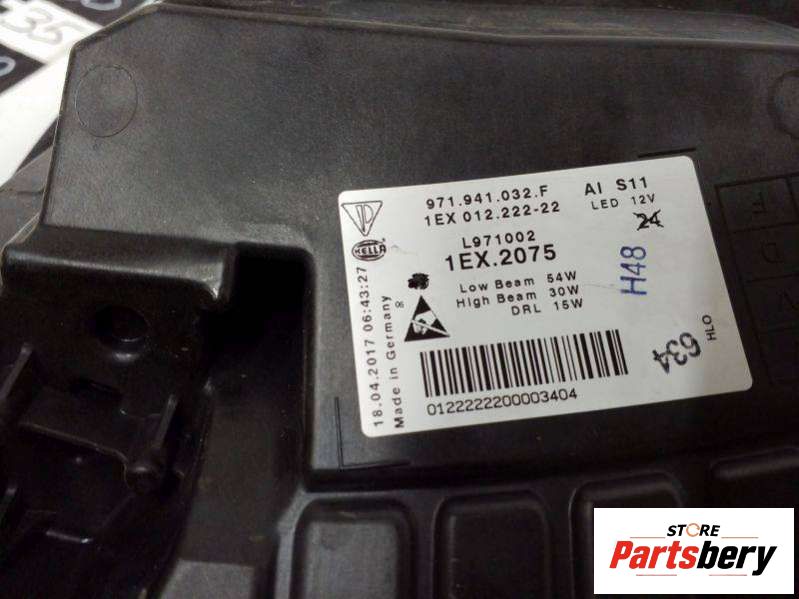 971.941.032.F AI S11
1EX 012.222-22 LED 12V
24
L971002
HELLA
1EX.2075
Low Beam 54W
High Beam 30W
DRL 15W
H48
18.04.2017 06:43:27
Made in Germany
HLO
634
0122222200003404
STORE
Partsbery